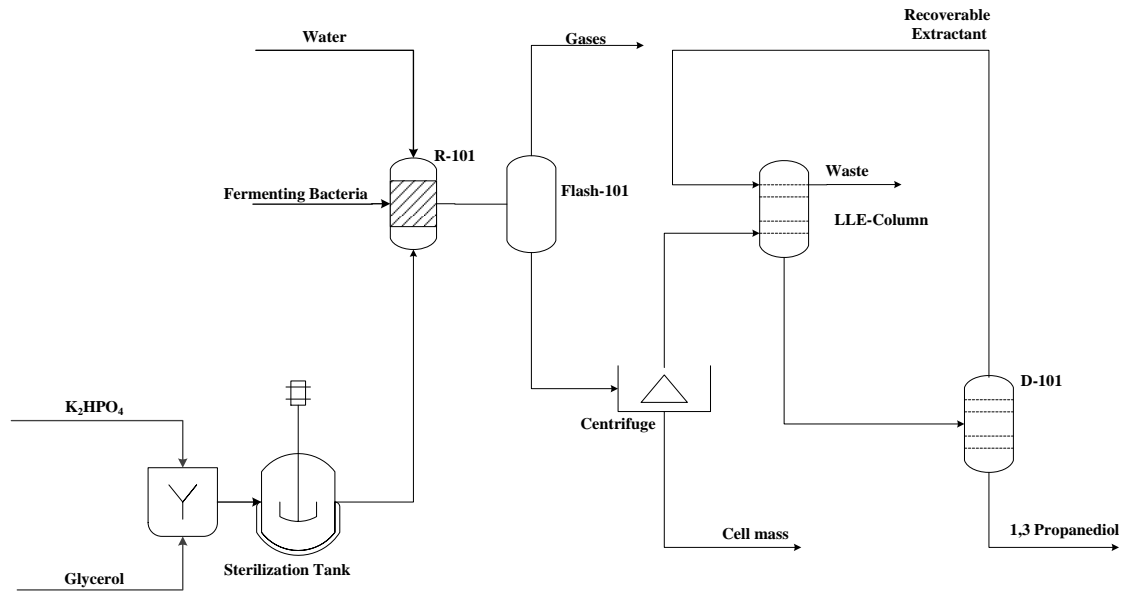 Recoverable
Extractant
Water
Gases
R-101
Fermenting Bacteria
Flash-101
Waste
LLE-Column
D-101
K₂HPO₄
Centrifuge
Cell mass
1,3 Propanediol
Sterilization Tank
Glycerol